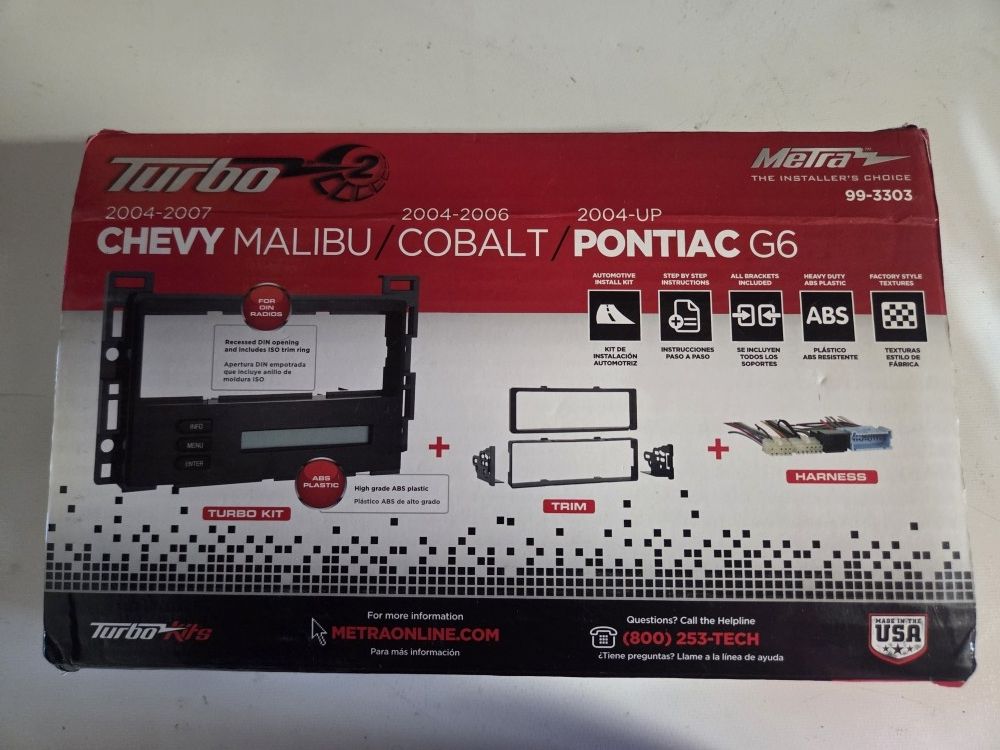 Turbo 2
Metra™
THE INSTALLER'S CHOICE
99-3303
2004-2007
2004-2006
2004-UP
CHEVY MALIBU / COBALT / PONTIAC G6
FOR
DIN
RADIOS
Recessed DIN opening
and includes ISO trim ring
Apertura DIN empotrada
que incluye anillo de
moldura ISO
INFO
MENU
ENTER
ABS
PLASTIC
High grade ABS plastic
Plástico ABS de alto grado
TURBO KIT
+
TRIM
+
HARNESS
AUTOMOTIVE
INSTALL KIT
KIT DE
INSTALACIÓN
AUTOMOTRIZ
STEP BY STEP
INSTRUCTIONS
INSTRUCCIONES
PASO A PASO
ALL BRACKETS
INCLUDED
SE INCLUYEN
TODOS LOS
SOPORTES
HEAVY DUTY
ABS PLASTIC
ABS
PLÁSTICO
ABS RESISTENTE
FACTORY STYLE
TEXTURES
TEXTURAS
ESTILO DE
FÁBRICA
Turbo Kits
For more information
METRAONLINE.COM
Para más información
Questions? Call the Helpline
(800) 253-TECH
¿Tiene preguntas? Llame a la línea de ayuda
MADE IN THE
USA